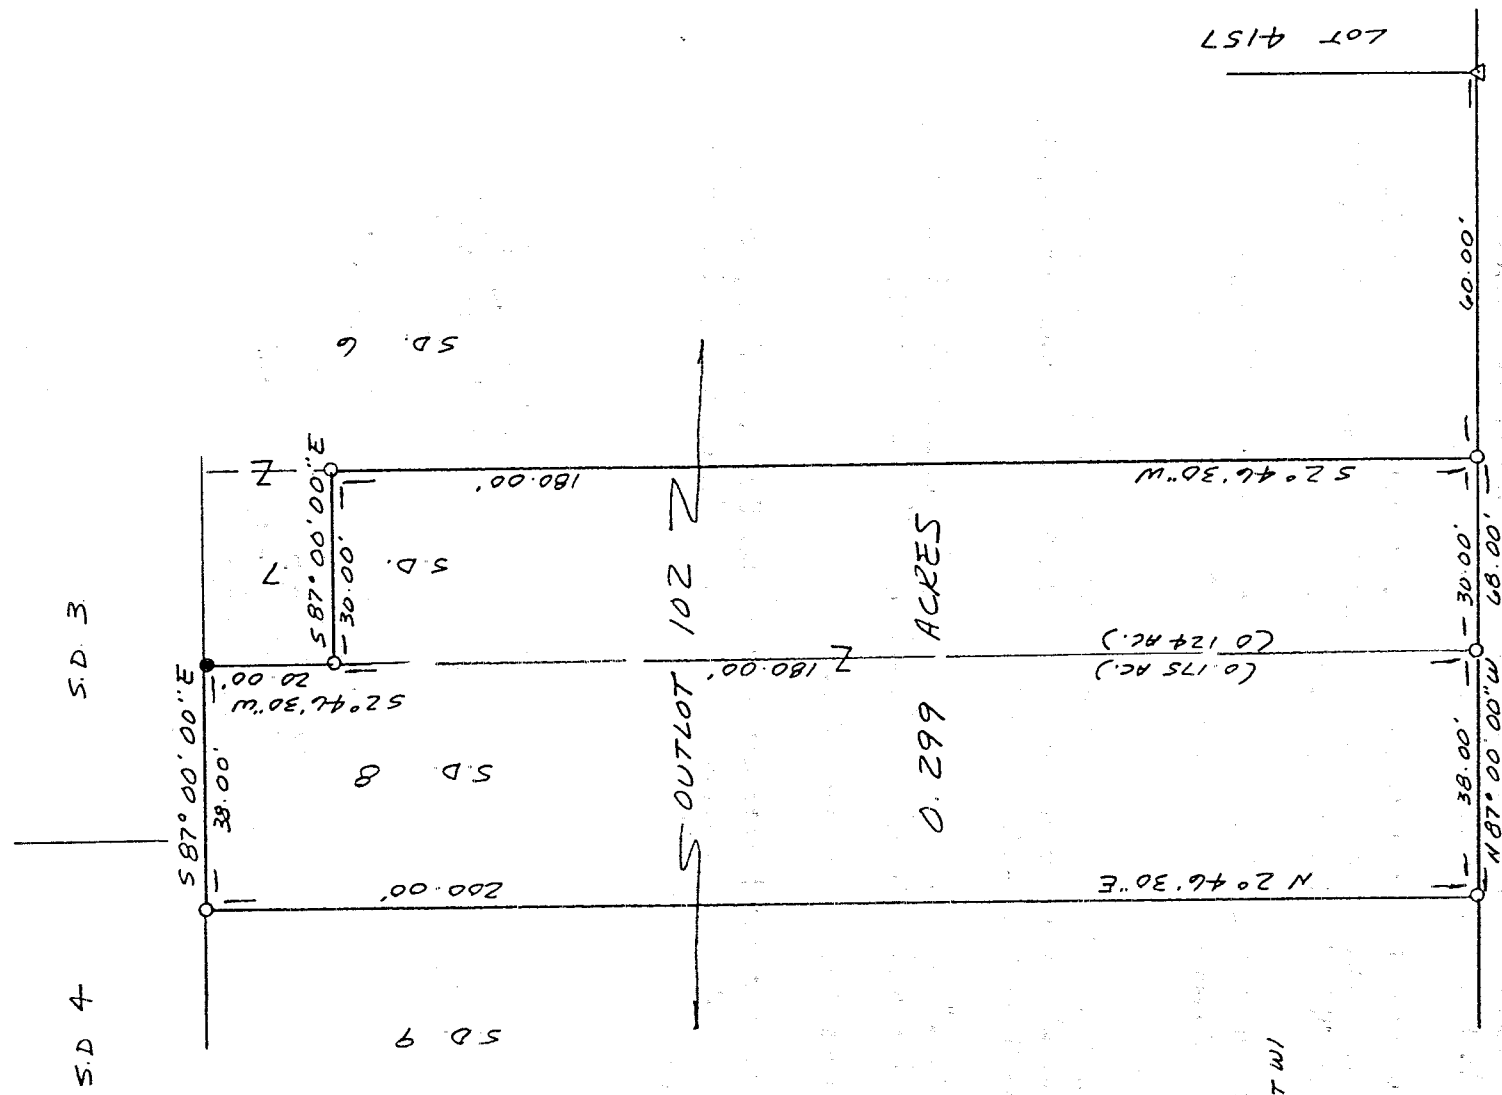 LOT 4157
S.D. 3
S.D 4
S.D. 6
S.D. 7
S.D 8
S.D 9
S 87° 00' 00" E
38.00'
S 2° 46' 30" W
20.00'
S 87° 00' 00" E
30.00'
180.00'
S 2° 46' 30" W
60.00'
OUTLOT 102
0.299 ACRES
180.00'
(0.124 AC.)
(0.175 AC.)
200.00'
N 2° 46' 30" E
30.00'
38.00'
68.00'
N 87° 00' 00" W
T WI